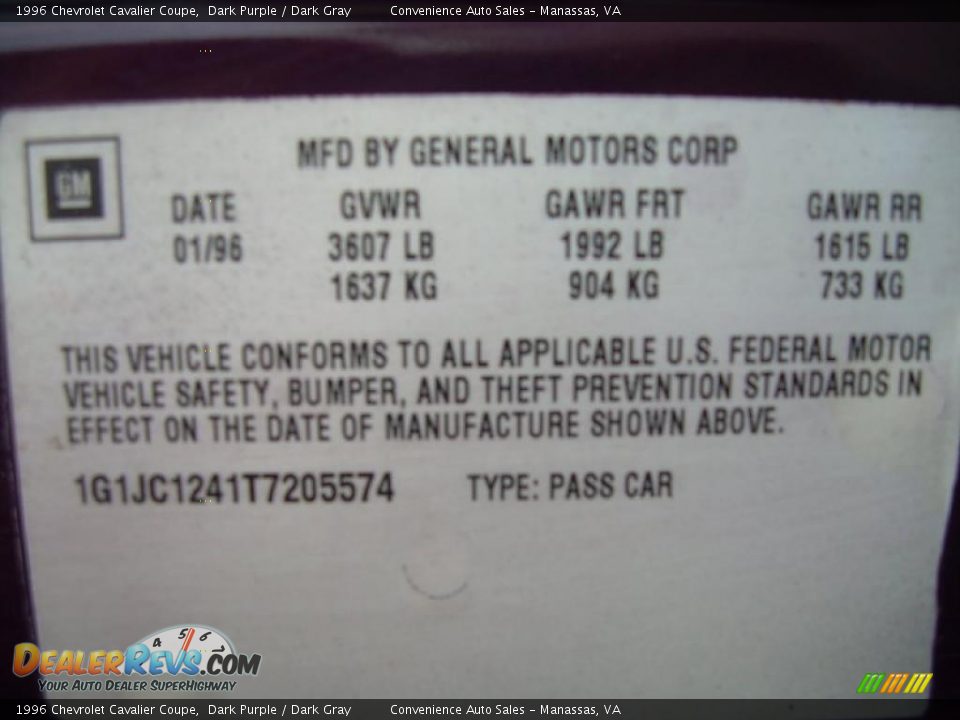 1996 Chevrolet Cavalier Coupe, Dark Purple / Dark Gray Convenience Auto Sales - Manassas, VA
MFD BY GENERAL MOTORS CORP
GM
DATE GVWR GAWR FRT GAWR RR
01/96 3607 LB 1992 LB 1615 LB
1637 KG 904 KG 733 KG
THIS VEHICLE CONFORMS TO ALL APPLICABLE U.S. FEDERAL MOTOR
VEHICLE SAFETY, BUMPER, AND THEFT PREVENTION STANDARDS IN
EFFECT ON THE DATE OF MANUFACTURE SHOWN ABOVE.
1G1JC1241T7205574 TYPE: PASS CAR
4 5 6 7
DEALERREVS.COM
YOUR AUTO DEALER SUPERHIGHWAY
1996 Chevrolet Cavalier Coupe, Dark Purple / Dark Gray Convenience Auto Sales - Manassas, VA